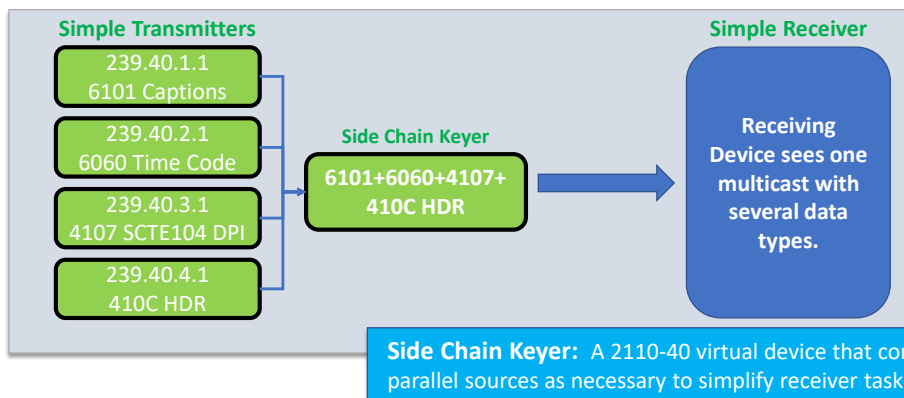 Simple Transmitters
239.40.1.1
6101 Captions
239.40.2.1
6060 Time Code
239.40.3.1
4107 SCTE104 DPI
239.40.4.1
410C HDR
Side Chain Keyer
6101+6060+4107+
410C HDR
Simple Receiver
Receiving
Device sees one
multicast with
several data
types.
Side Chain Keyer: A 2110-40 virtual device that
parallel sources as necessary to simplify receiver